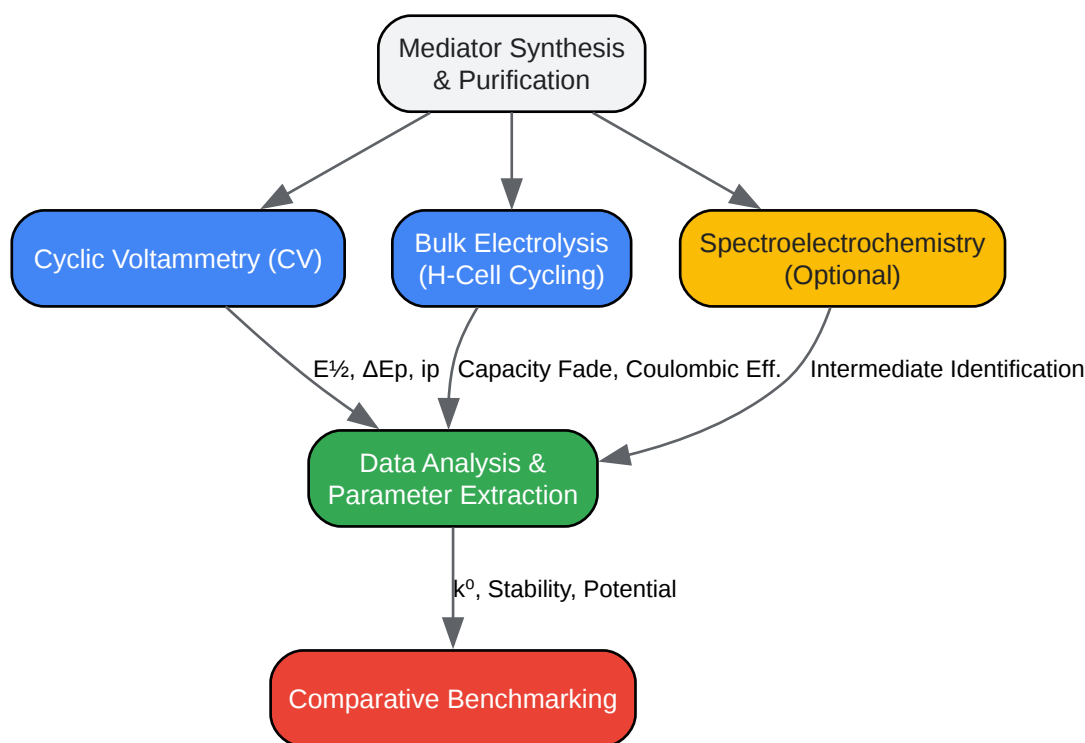 Mediator Synthesis
& Purification
Cyclic Voltammetry (CV)
Bulk Electrolysis
(H-Cell Cycling)
Spectroelectrochemistry
(Optional)
E½, ΔEp, ip
Capacity Fade, Coulombic Eff.
Intermediate Identification
Data Analysis &
Parameter Extraction
k⁰, Stability, Potential
Comparative Benchmarking